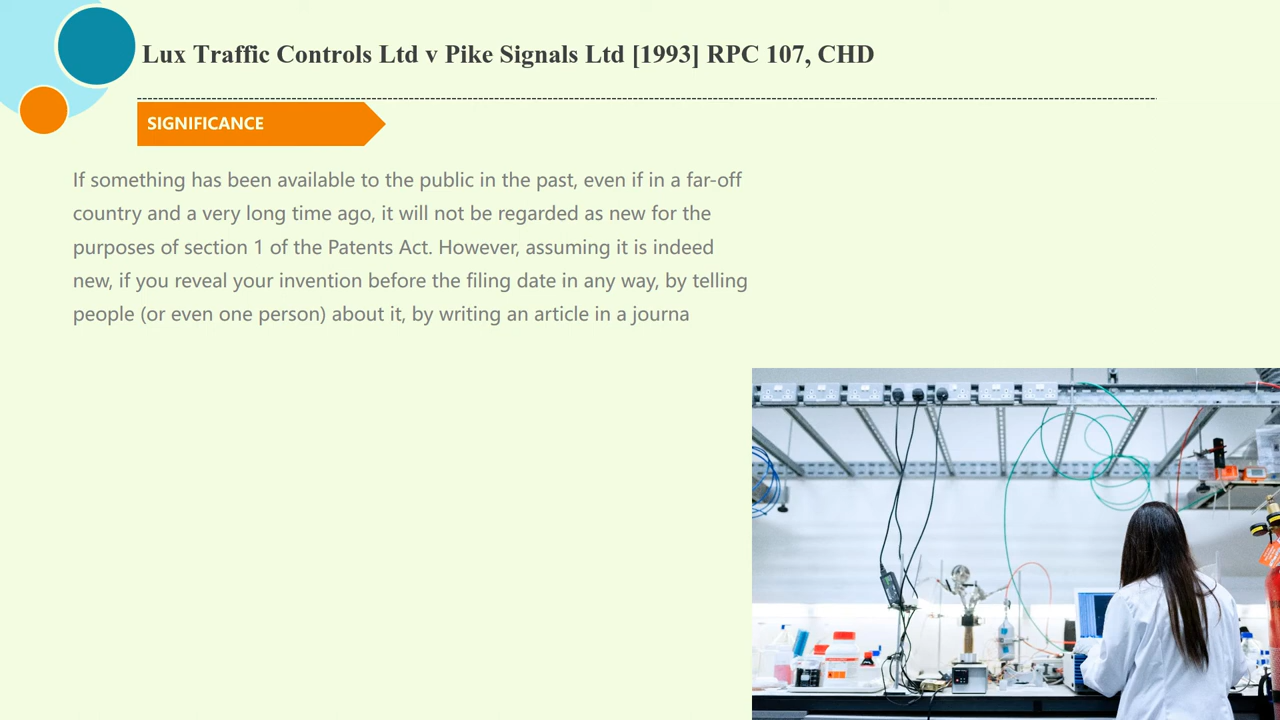 Lux Traffic Controls Ltd v Pike Signals Ltd [1993] RPC 107, CHD
SIGNIFICANCE
If something has been available to the public in the past, even if in a far-off
country and a very long time ago, it will not be regarded as new for the
purposes of section 1 of the Patents Act. However, assuming it is indeed
new, if you reveal your invention before the filing date in any way, by telling
people (or even one person) about it, by writing an article in a journa